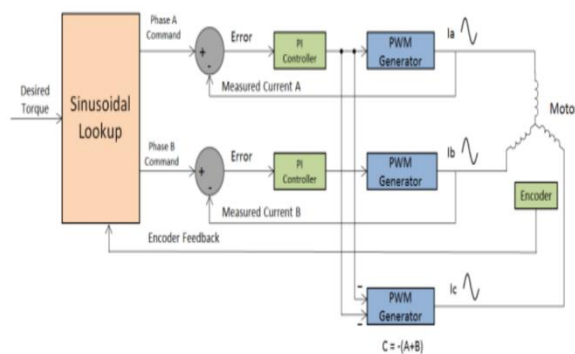 Phase A
Command
Error
PI
Controller
PWM
Generator
Ia
Measured Current A
Desired
Torque
Sinusoidal
Lookup
Moto
Phase B
Command
Error
PI
Controller
PWM
Generator
Ib
Measured Current B
Encoder
Encoder Feedback
PWM
Generator
Ic
C = -(A+B)